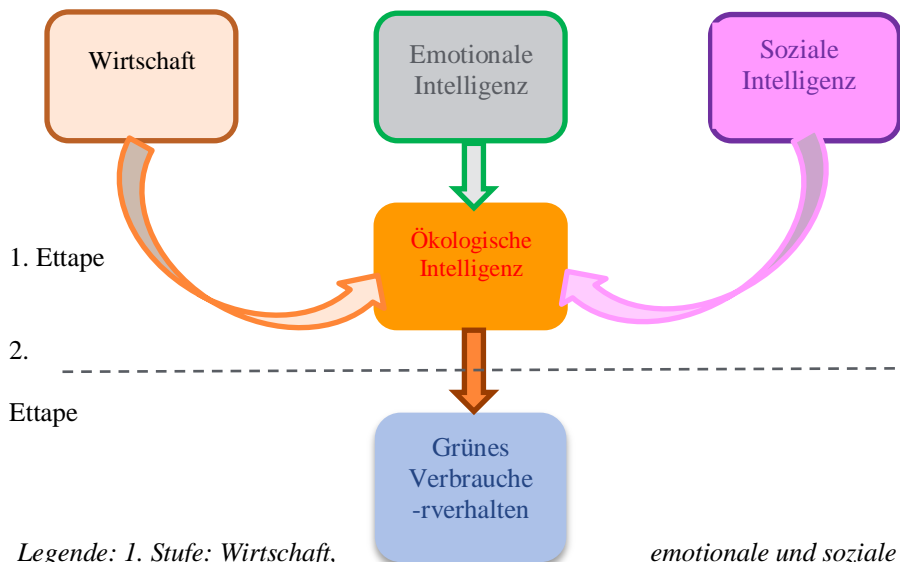 Wirtschaft
Emotionale
Intelligenz
Soziale
Intelligenz
Ökologische
Intelligenz
1. Ettape
2.
Ettape
Grünes
Verbrauche
-rverhalten
Legende: 1. Stufe: Wirtschaft, emotionale und soziale